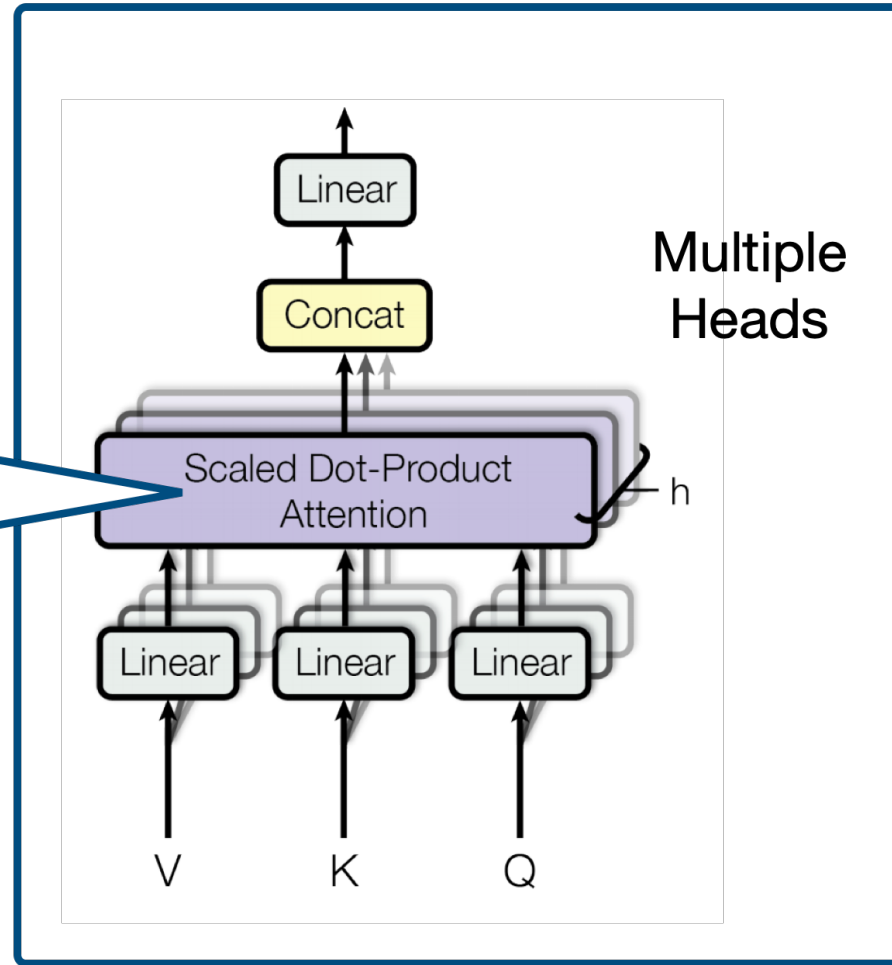 Linear
Multiple
Heads
Concat
Scaled Dot-Product
Attention
h
Linear
Linear
Linear
V
K
Q